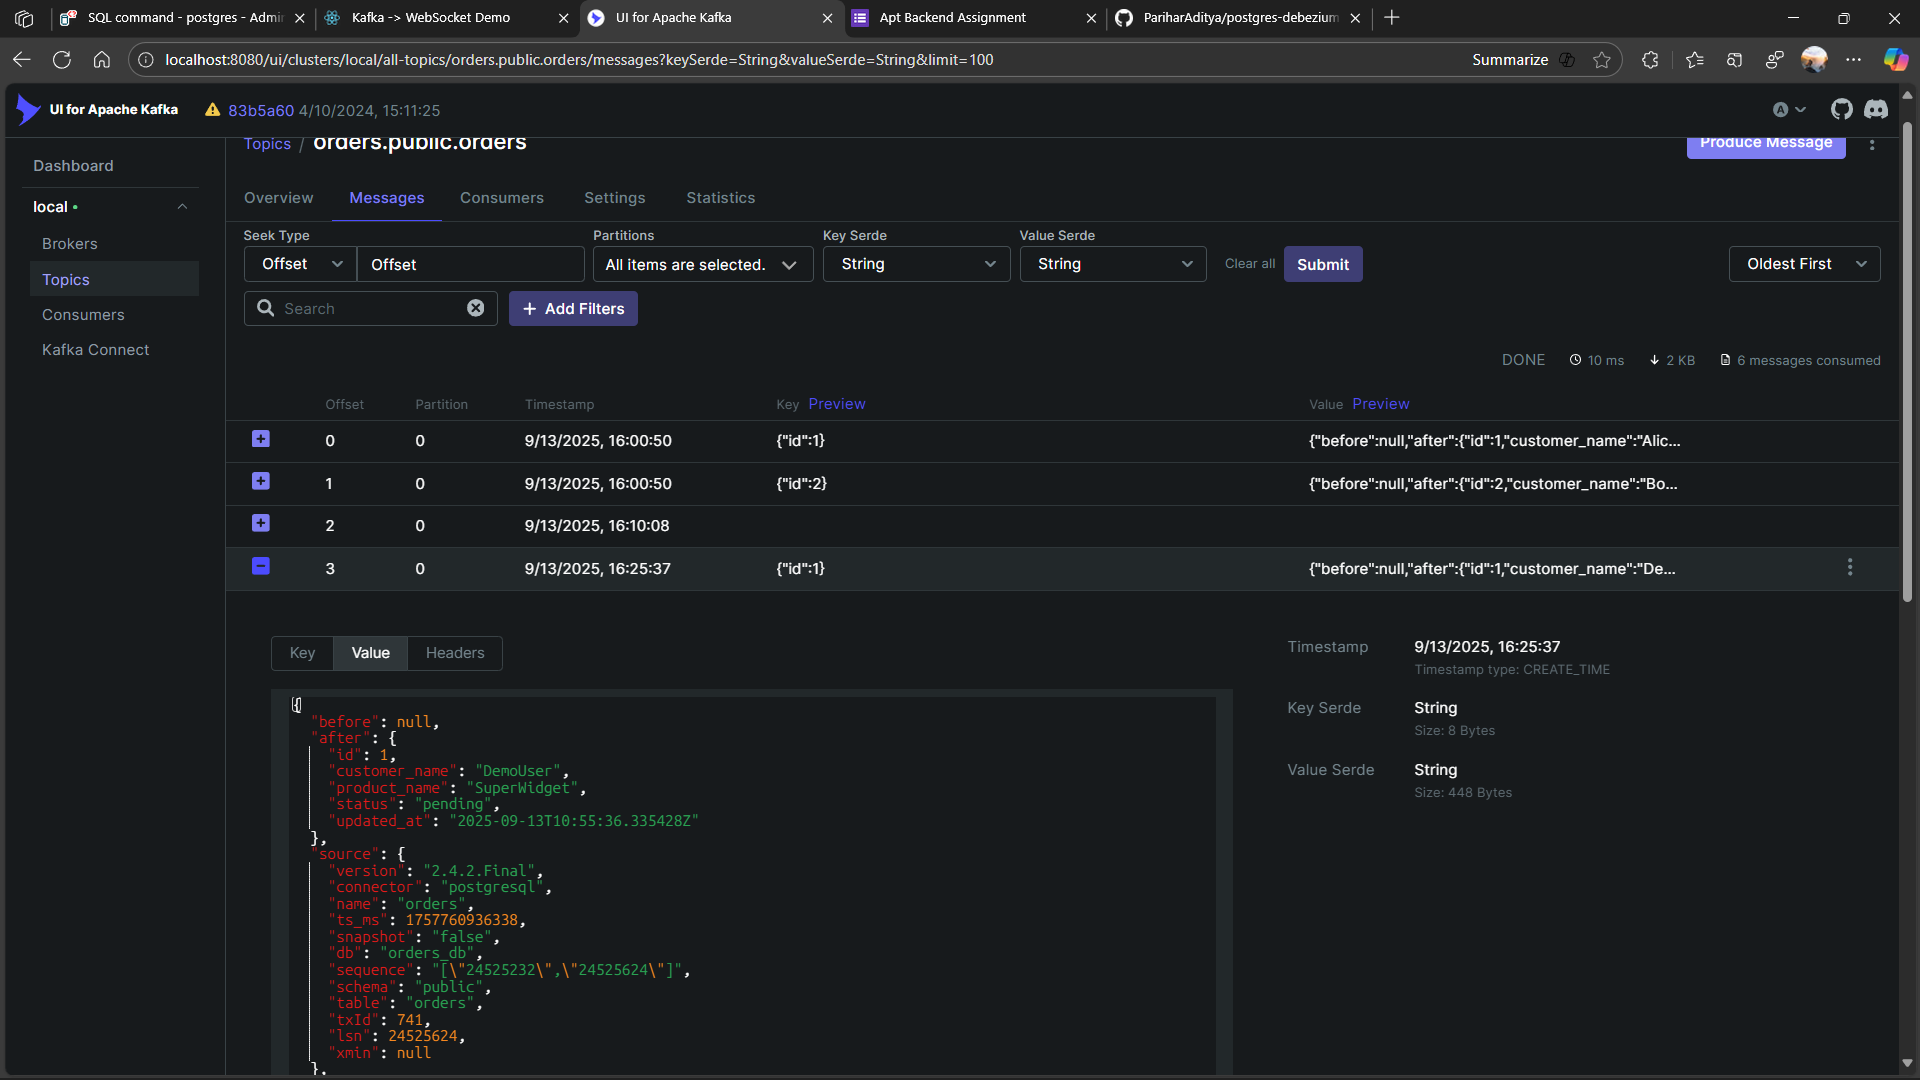 SQL command - postgres - Admin
Kafka -> WebSocket Demo
UI for Apache Kafka
Apt Backend Assignment
PariharAditya/postgres-debezium
localhost:8080/ui/clusters/local/all-topics/orders.public.orders/messages?keySerde=String&valueSerde=String&limit=100
Summarize
UI for Apache Kafka
83b5a60 4/10/2024, 15:11:25
A
Topics / orders.public.orders
Produce Message
Dashboard
local
Brokers
Topics
Consumers
Kafka Connect
Overview Messages Consumers Settings Statistics
Seek Type Partitions Key Serde Value Serde
Offset Offset All items are selected. String String Clear all Submit Oldest First
Search Add Filters
DONE 10 ms 2 KB 6 messages consumed
Offset Partition Timestamp Key Preview Value Preview
0 0 9/13/2025, 16:00:50 {"id":1} {"before":null,"after":{"id":1,"customer_name":"Alic...
1 0 9/13/2025, 16:00:50 {"id":2} {"before":null,"after":{"id":2,"customer_name":"Bo...
2 0 9/13/2025, 16:10:08
3 0 9/13/2025, 16:25:37 {"id":1} {"before":null,"after":{"id":1,"customer_name":"De...
Key Value Headers
{
"before": null,
"after": {
"id": 1,
"customer_name": "DemoUser",
"product_name": "SuperWidget",
"status": "pending",
"updated_at": "2025-09-13T10:55:36.335428Z"
},
"source": {
"version": "2.4.2.Final",
"connector": "postgresql",
"name": "orders",
"ts_ms": 1757760936338,
"snapshot": "false",
"db": "orders_db",
"sequence": "[\"24525232\",\"24525624\"]",
"schema": "public",
"table": "orders",
"txId": 741,
"lsn": 24525624,
"xmin": null
},
Timestamp 9/13/2025, 16:25:37
Timestamp type: CREATE_TIME
Key Serde String
Size: 8 Bytes
Value Serde String
Size: 448 Bytes